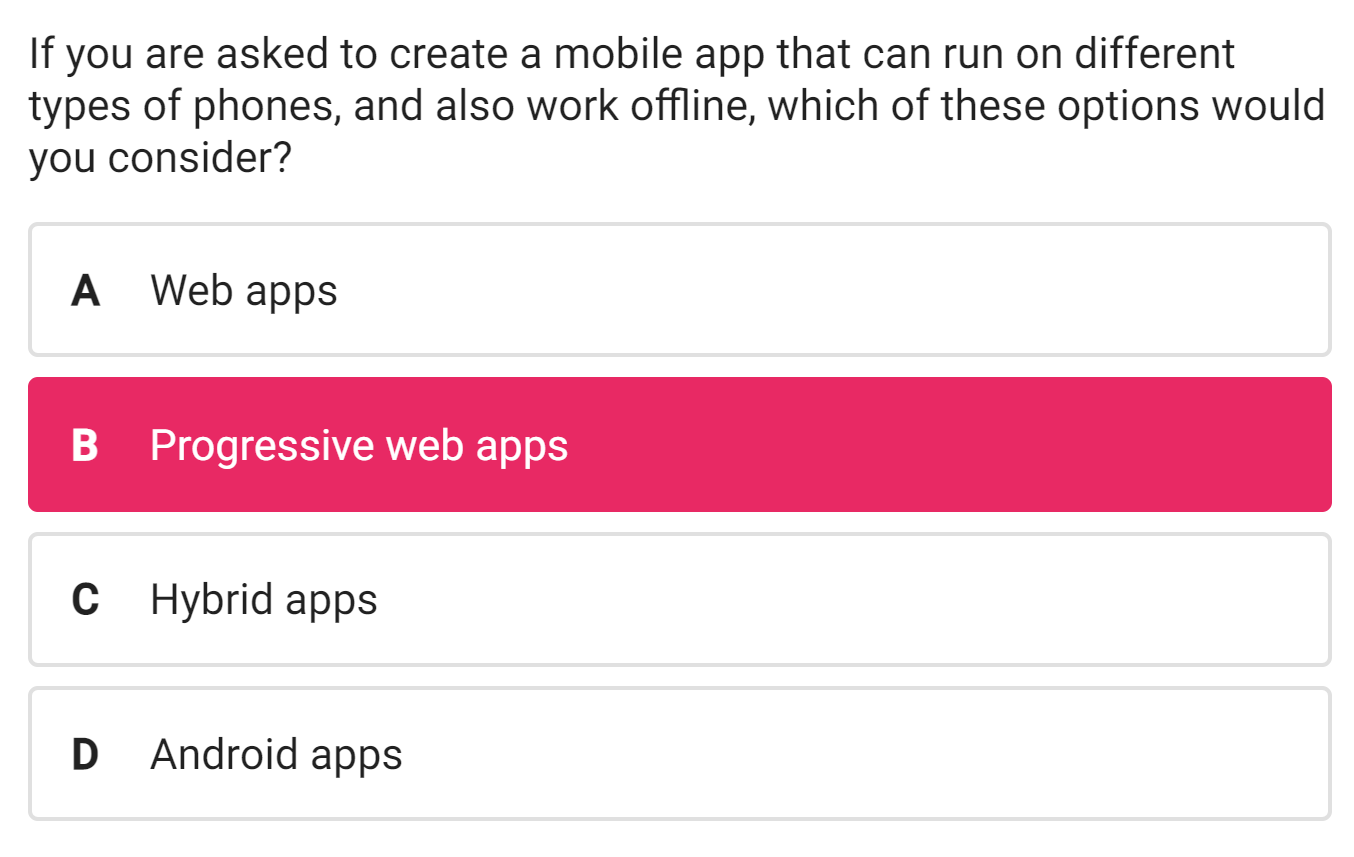 If you are asked to create a mobile app that can run on different
types of phones, and also work offline, which of these options would
you consider?
A Web apps
B Progressive web apps
C Hybrid apps
D Android apps